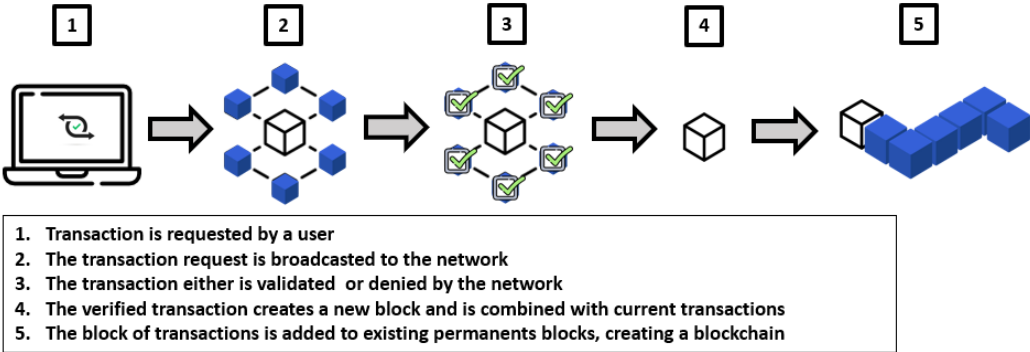 1
2
3
4
5
1. Transaction is requested by a user
2. The transaction request is broadcasted to the network
3. The transaction either is validated or denied by the network
4. The verified transaction creates a new block and is combined with current transactions
5. The block of transactions is added to existing permanents blocks, creating a blockchain